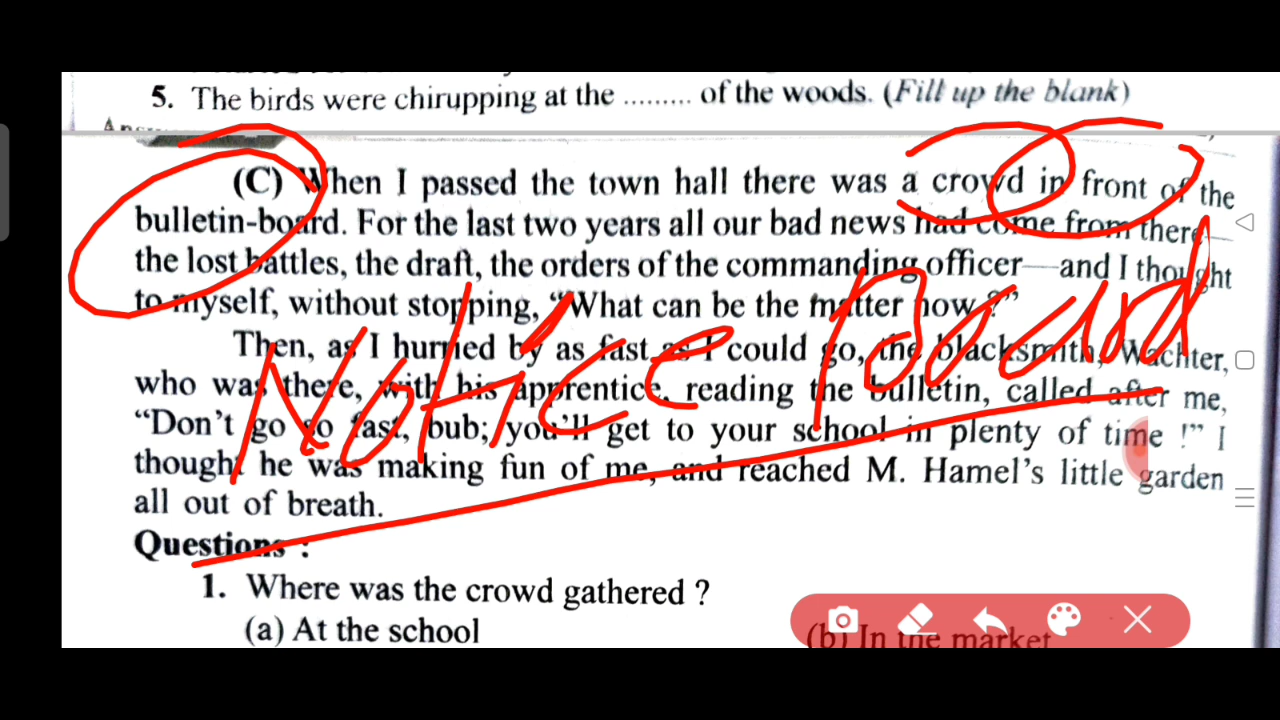 5. The birds were chirupping at the ......... of the woods. (Fill up the blank)
(C) When I passed the town hall there was a crowd in front of the
bulletin-board. For the last two years all our bad news had come from there—
the lost battles, the draft, the orders of the commanding officer—and I thought
to myself, without stopping, “What can be the matter now ?”
Then, as I hurried by as fast as I could go, the blacksmith, Wachter,
who was there, with his apprentice, reading the bulletin, called after me,
“Don’t go so fast, bub; you’ll get to your school in plenty of time !” I
thought he was making fun of me, and reached M. Hamel’s little garden
all out of breath.
Notice Board
Questions :
1. Where was the crowd gathered ?
(a) At the school
(b) In the market